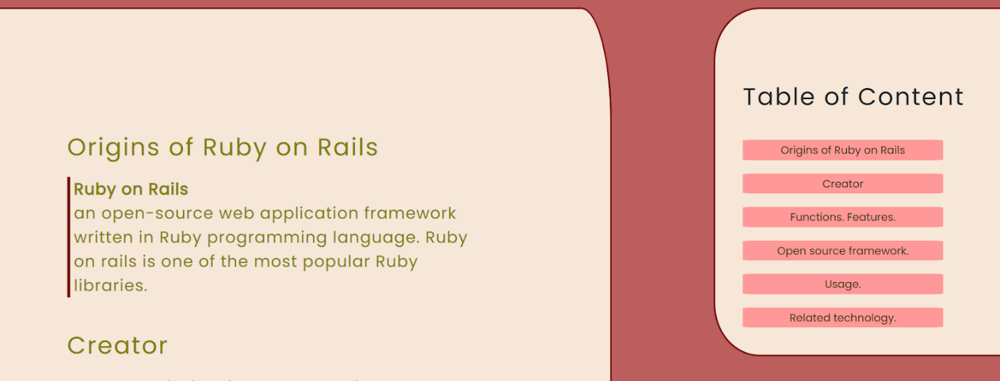 Origins of Ruby on Rails
Ruby on Rails
an open-source web application framework
written in Ruby programming language. Ruby
on rails is one of the most popular Ruby
libraries.
Creator
Table of Content
Origins of Ruby on Rails
Creator
Functions. Features.
Open source framework.
Usage.
Related technology.